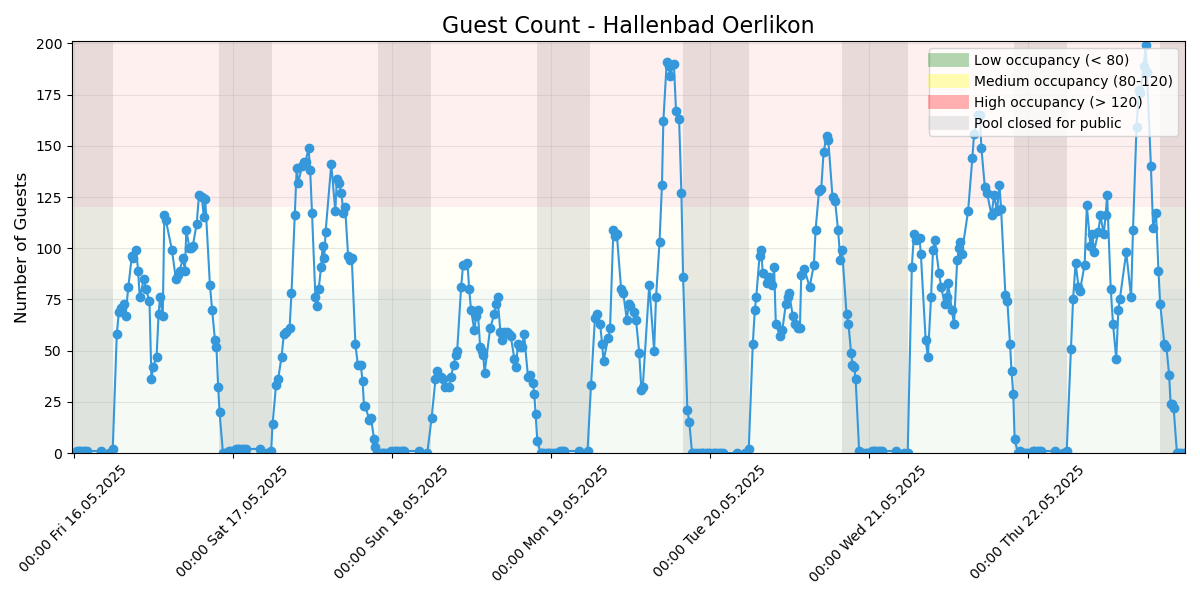 Guest Count - Hallenbad Oerlikon
Number of Guests
200
175
150
125
100
75
50
25
0
Low occupancy (< 80)
Medium occupancy (80-120)
High occupancy (> 120)
Pool closed for public
00:00 Fri 16.05.2025
00:00 Sat 17.05.2025
00:00 Sun 18.05.2025
00:00 Mon 19.05.2025
00:00 Tue 20.05.2025
00:00 Wed 21.05.2025
00:00 Thu 22.05.2025